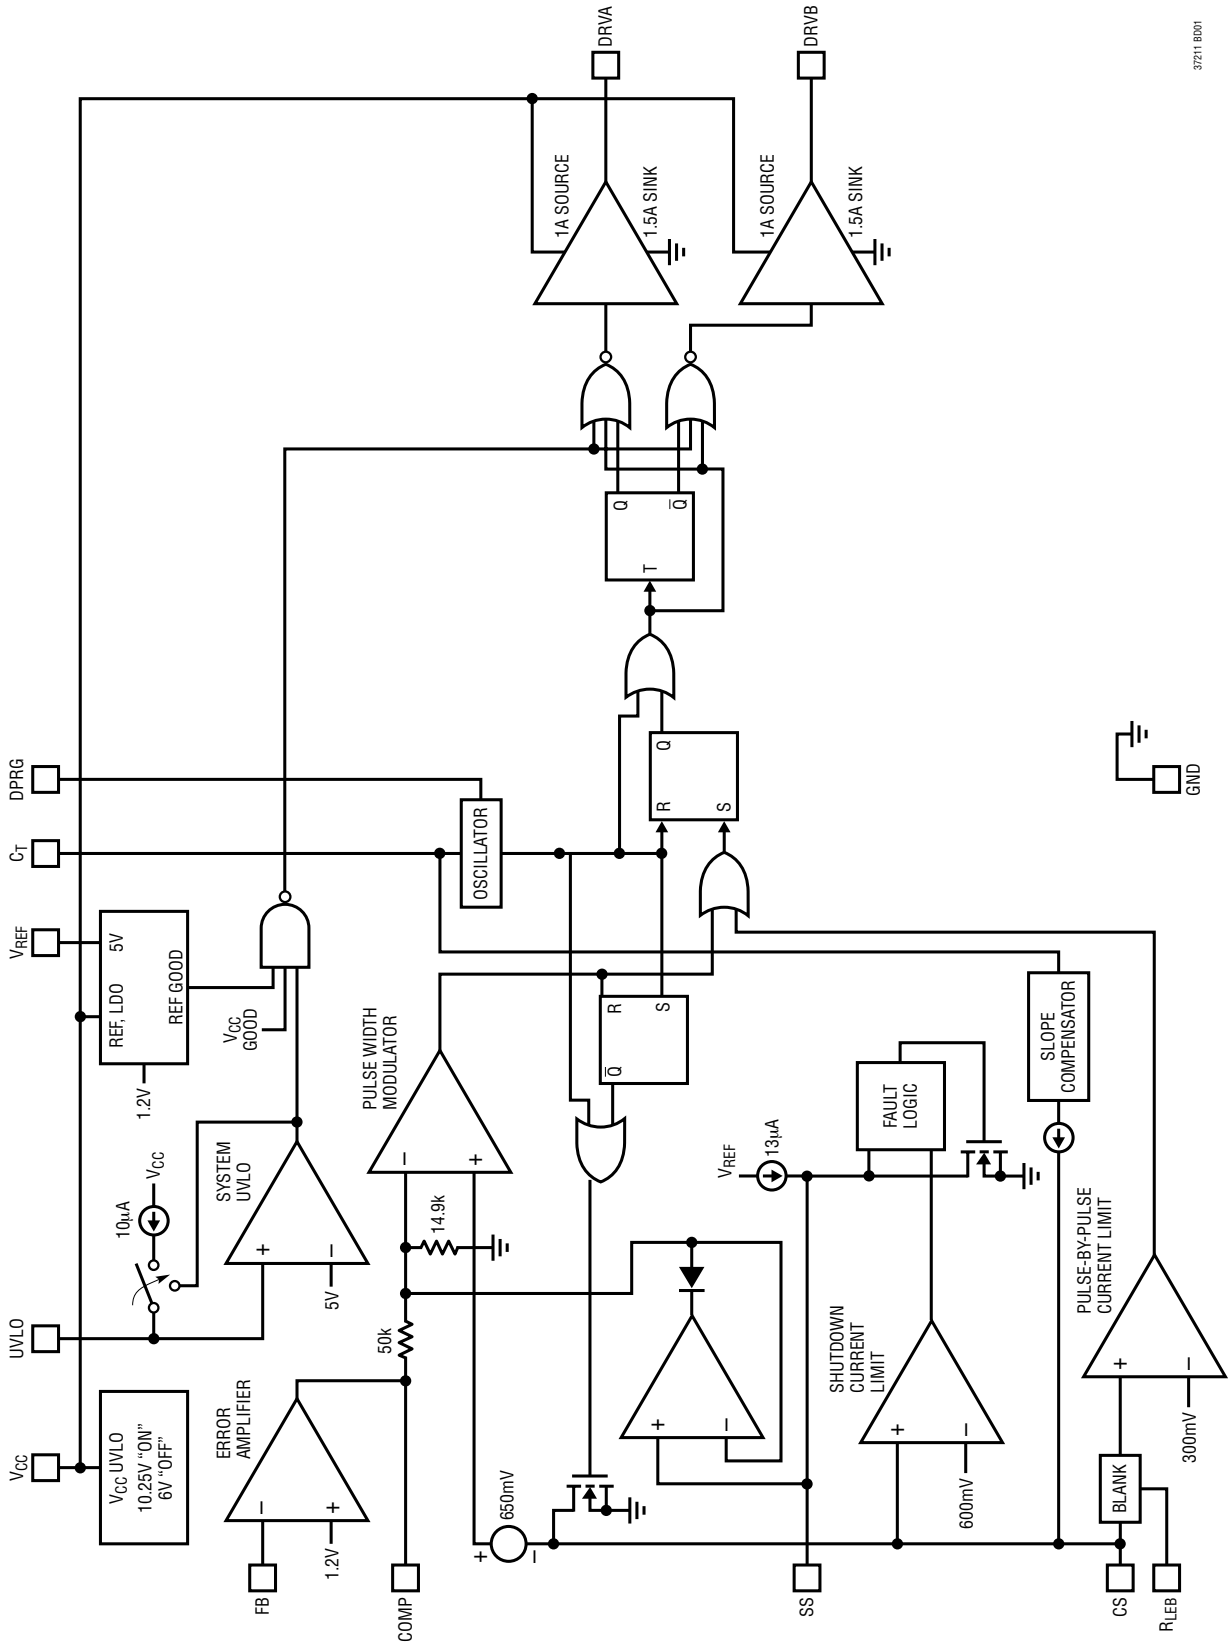 VCC
UVLO
VREF
CT
DPRG
VCC UVLO
10.25V “ON”
6V “OFF”
10µA
VCC
REF, LDO
5V
REF GOOD
1.2V
VCC
GOOD
SYSTEM
UVLO
+
–
5V
ERROR
AMPLIFIER
–
+
FB
1.2V
COMP
50k
14.9k
PULSE WIDTH
MODULATOR
–
+
OSCILLATOR
+
–
650mV
R
S
Q
R
S
Q
T
Q
Q
1A SOURCE
1.5A SINK
DRVA
1A SOURCE
1.5A SINK
DRVB
+
–
SS
VREF
13µA
FAULT
LOGIC
SHUTDOWN
CURRENT
LIMIT
+
–
600mV
SLOPE
COMPENSATOR
PULSE-BY-PULSE
CURRENT LIMIT
+
–
300mV
BLANK
CS
RLEB
GND
37211 BD01